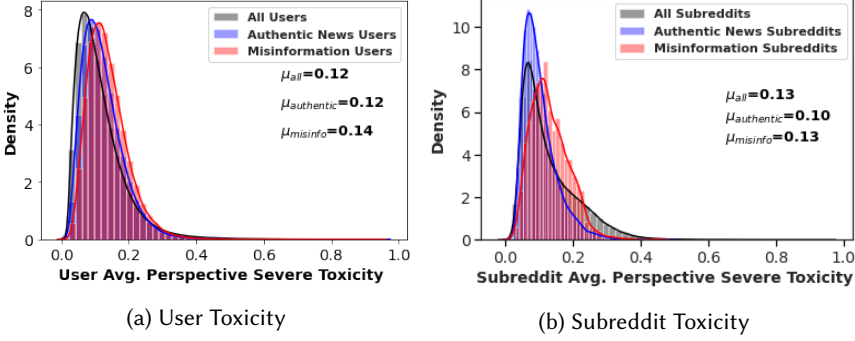 All Users
Authentic News Users
Misinformation Users
μall=0.12
μauthentic=0.12
μmisinfo=0.14
Density
8
6
4
2
0
0.0 0.2 0.4 0.6 0.8 1.0
User Avg. Perspective Severe Toxicity
(a) User Toxicity
All Subreddits
Authentic News Subreddits
Misinformation Subreddits
μall=0.13
μauthentic=0.10
μmisinfo=0.13
Density
10
8
6
4
2
0
0.0 0.2 0.4 0.6 0.8 1.0
Subreddit Avg. Perspective Severe Toxicity
(b) Subreddit Toxicity